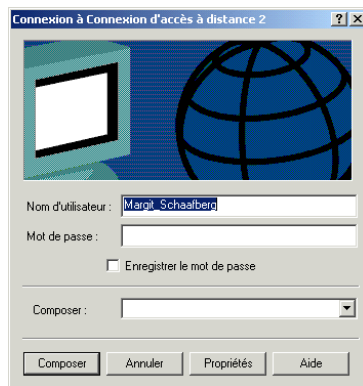 Connexion à Connexion d'accès à distance 2
Nom d'utilisateur :
Margit_Schaafberg
Mot de passe :
Enregistrer le mot de passe
Composer :
Composer
Annuler
Propriétés
Aide